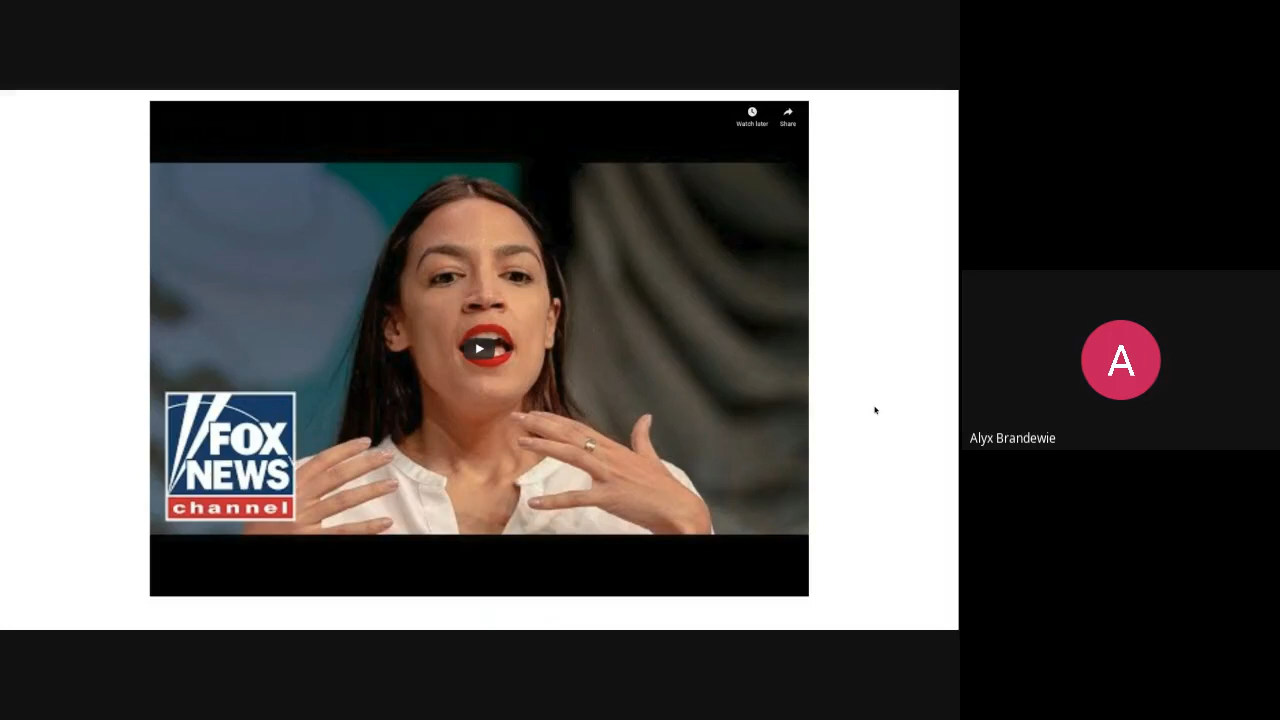 Watch later
Share
FOX
NEWS
channel
A
Alyx Brandewie